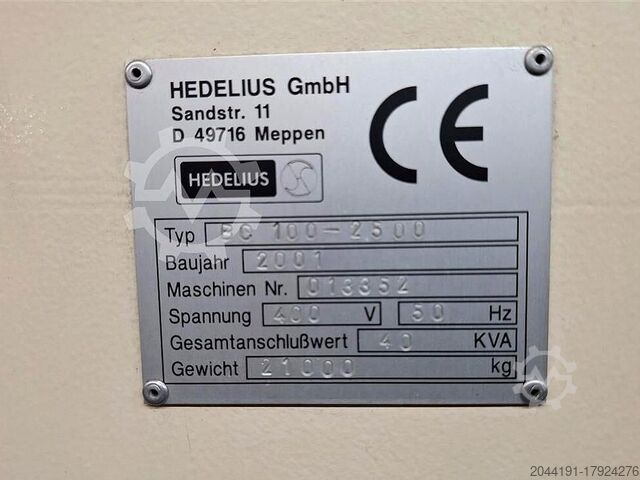 HEDELIUS GmbH
Sandstr. 11
D 49716 Meppen
CE
HEDELIUS
Typ BC 100-2500
Baujahr 2001
Maschinen Nr. 013352
Spannung 400 V 50 Hz
Gesamtanschlußwert 40 KVA
Gewicht 21000 kg
2044191-17924276